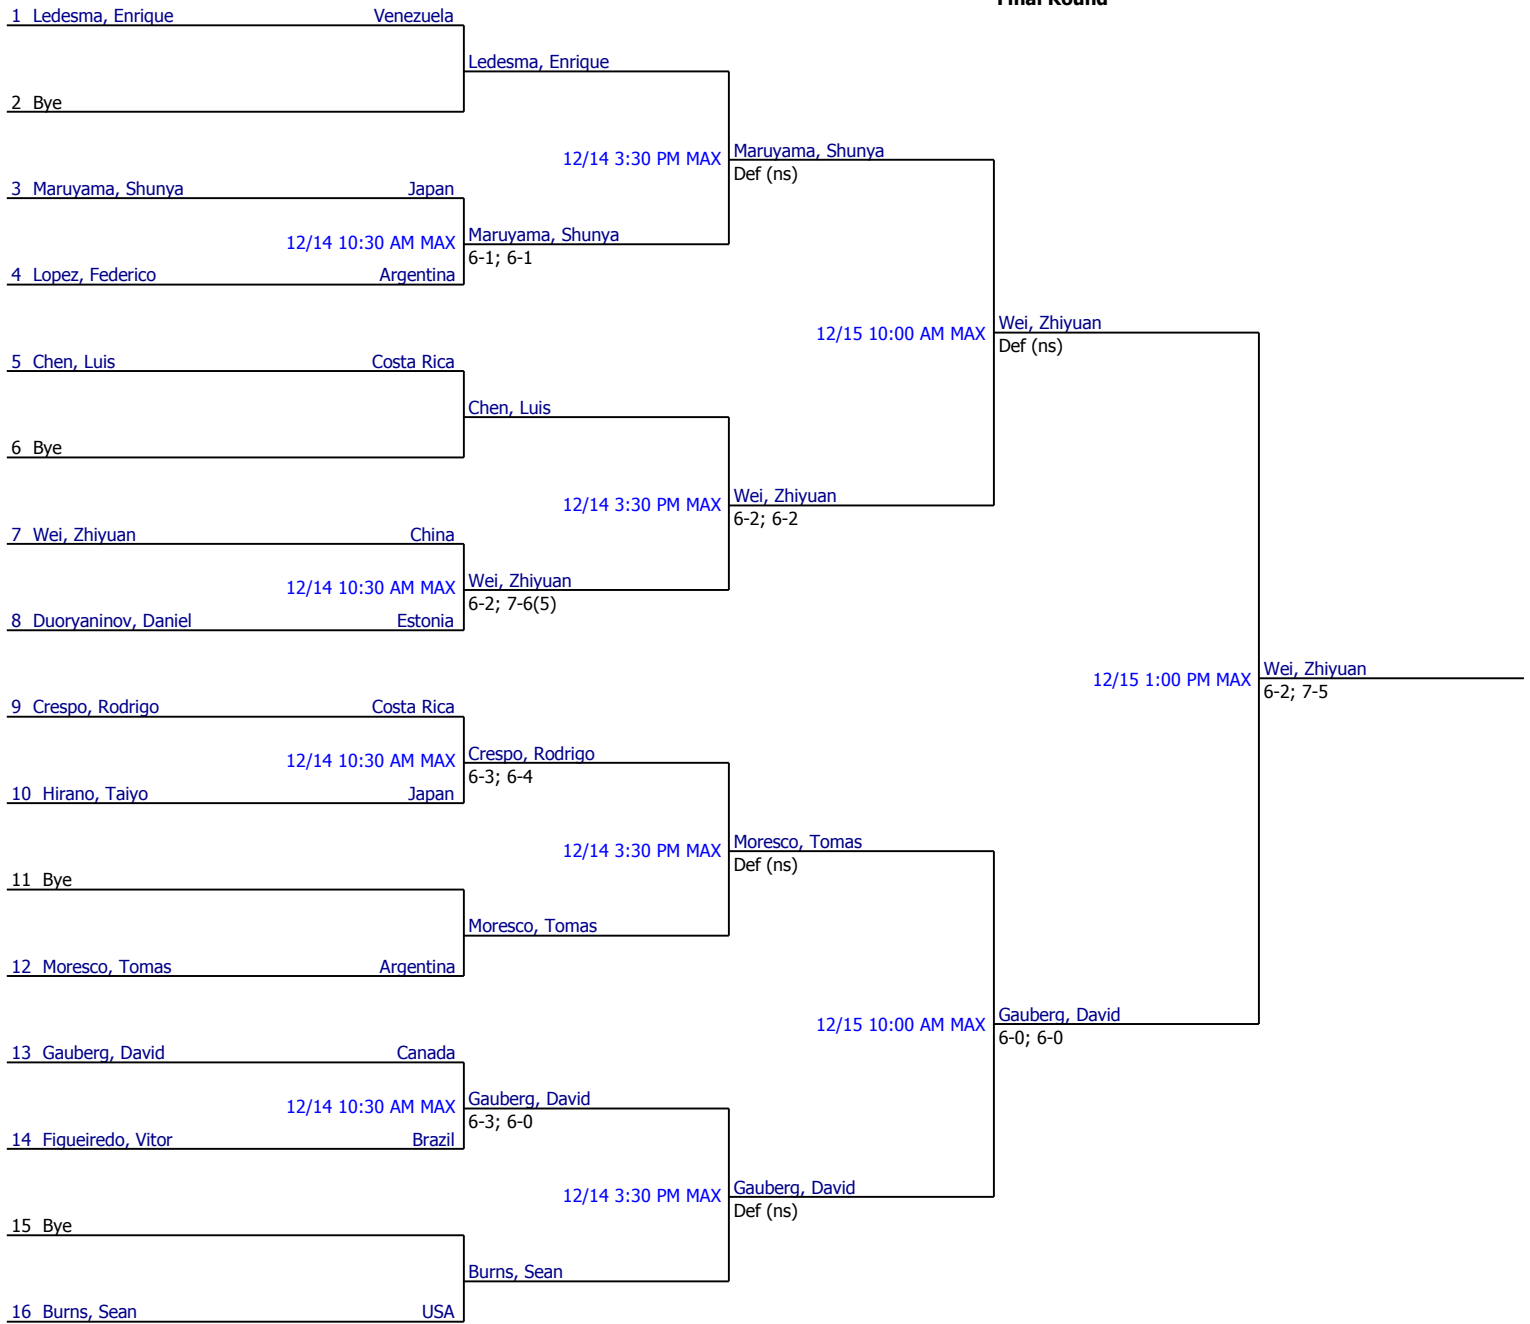 Final Round
1 Ledesma, Enrique Venezuela
Ledesma, Enrique
2 Bye
12/14 3:30 PM MAX Maruyama, Shunya
Def (ns)
3 Maruyama, Shunya Japan
12/14 10:30 AM MAX Maruyama, Shunya
6-1; 6-1
4 Lopez, Federico Argentina
12/15 10:00 AM MAX Wei, Zhiyuan
Def (ns)
5 Chen, Luis Costa Rica
Chen, Luis
6 Bye
12/14 3:30 PM MAX Wei, Zhiyuan
6-2; 6-2
7 Wei, Zhiyuan China
12/14 10:30 AM MAX Wei, Zhiyuan
6-2; 7-6(5)
8 Duoryaninov, Daniel Estonia
12/15 1:00 PM MAX Wei, Zhiyuan
6-2; 7-5
9 Crespo, Rodrigo Costa Rica
12/14 10:30 AM MAX Crespo, Rodrigo
6-3; 6-4
10 Hirano, Taiyo Japan
12/14 3:30 PM MAX Moresco, Tomas
Def (ns)
11 Bye
Moresco, Tomas
12 Moresco, Tomas Argentina
12/15 10:00 AM MAX Gauberg, David
6-0; 6-0
13 Gauberg, David Canada
12/14 10:30 AM MAX Gauberg, David
6-3; 6-0
14 Figueiredo, Vitor Brazil
12/14 3:30 PM MAX Gauberg, David
Def (ns)
15 Bye
Burns, Sean
16 Burns, Sean USA